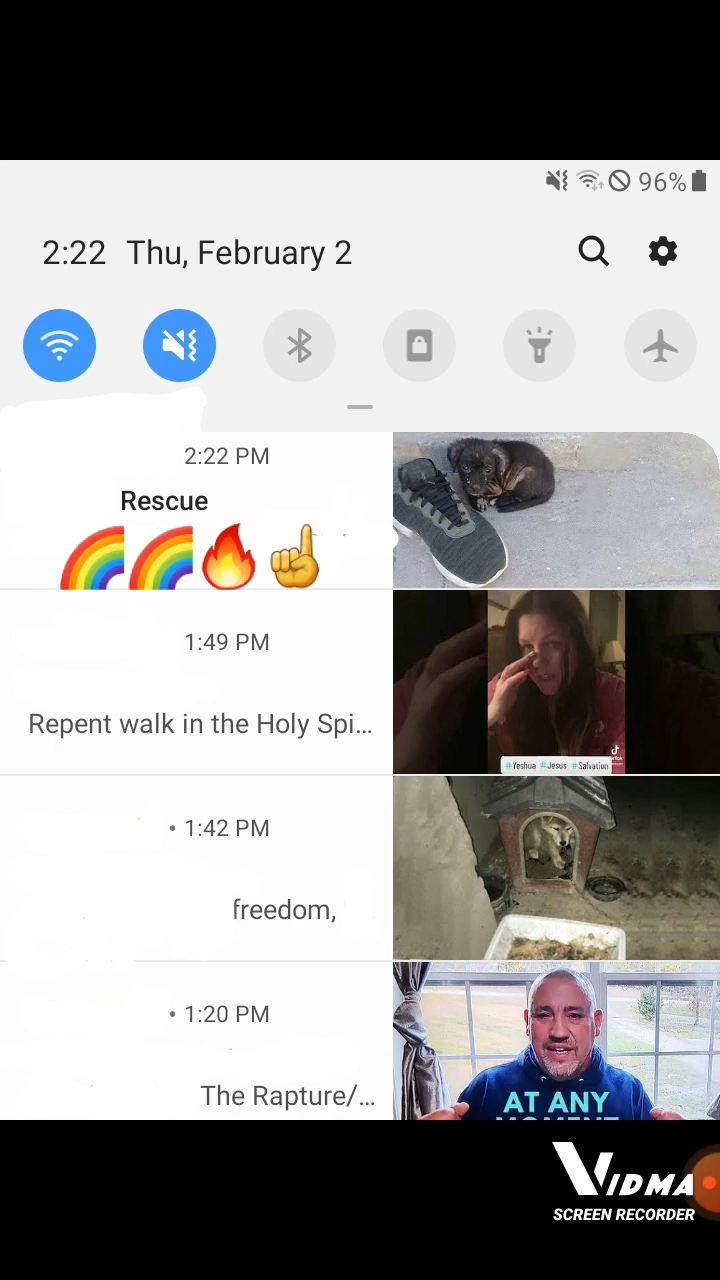 96%
2:22 Thu, February 2
2:22 PM
Rescue
🌈🌈🔥☝
1:49 PM
Repent walk in the Holy Spi...
#Yeshua #Jesus #Salvation
• 1:42 PM
freedom,
• 1:20 PM
The Rapture/...
AT ANY
MOMENT
VIDMA
SCREEN RECORDER